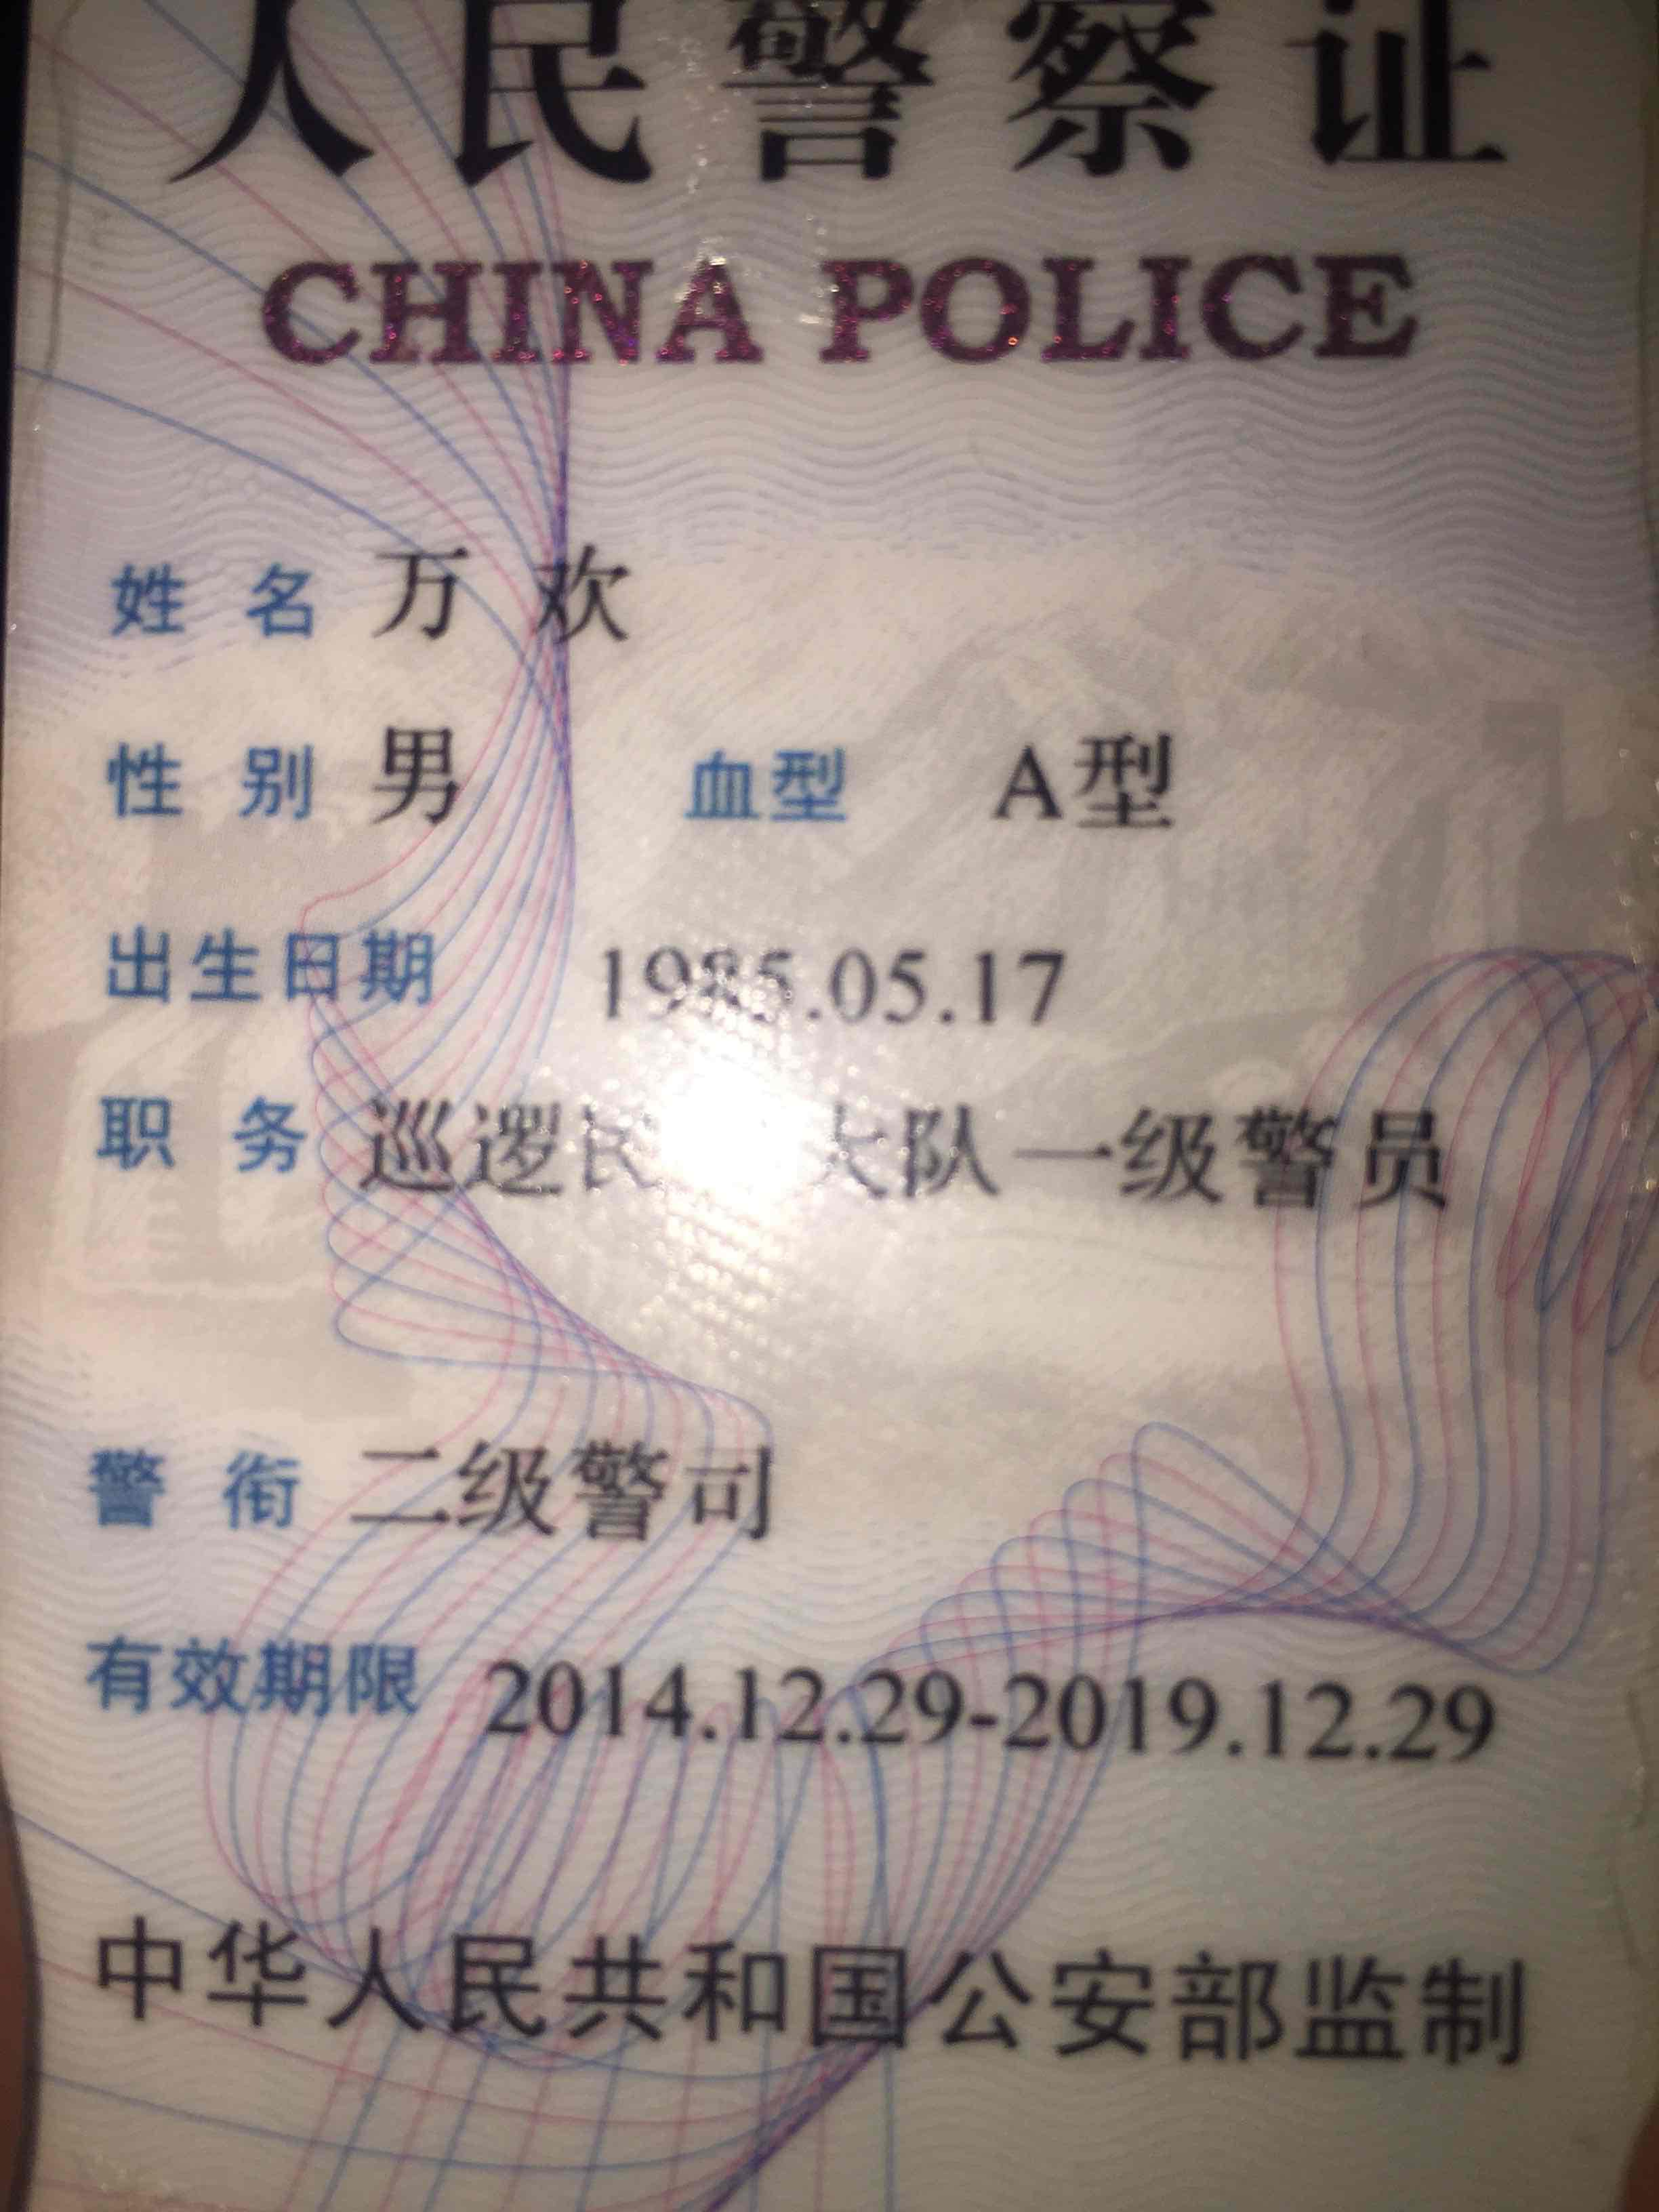 人民警察证
CHINA POLICE
姓名 万欢
性别 男 血型 A型
出生日期 1985.05.17
职务 巡逻民 大队一级警员
警衔 二级警司
有效期限 2014.12.29-2019.12.29
中华人民共和国公安部监制